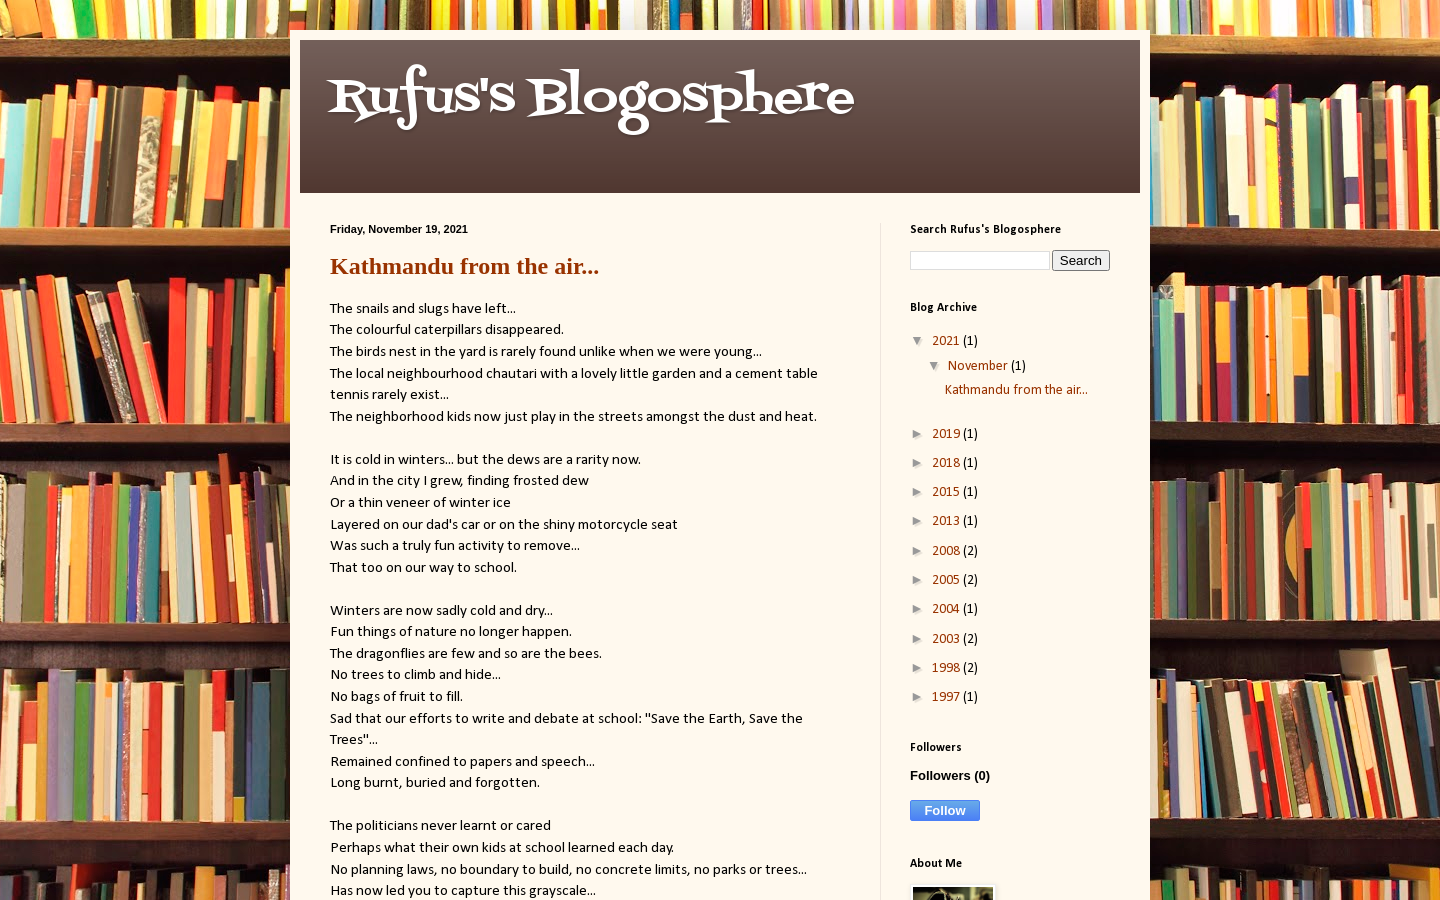 Rufus's Blogosphere
Friday, November 19, 2021
Kathmandu from the air...
The snails and slugs have left...
The colourful caterpillars disappeared.
The birds nest in the yard is rarely found unlike when we were young...
The local neighbourhood chautari with a lovely little garden and a cement table
tennis rarely exist...
The neighborhood kids now just play in the streets amongst the dust and heat.
It is cold in winters... but the dews are a rarity now.
And in the city I grew, finding frosted dew
Or a thin veneer of winter ice
Layered on our dad's car or on the shiny motorcycle seat
Was such a truly fun activity to remove...
That too on our way to school.
Winters are now sadly cold and dry...
Fun things of nature no longer happen.
The dragonflies are few and so are the bees.
No trees to climb and hide...
No bags of fruit to fill.
Sad that our efforts to write and debate at school: "Save the Earth, Save the
Trees"...
Remained confined to papers and speech...
Long burnt, buried and forgotten.
The politicians never learnt or cared
Perhaps what their own kids at school learned each day.
No planning laws, no boundary to build, no concrete limits, no parks or trees...
Has now led you to capture this grayscale...
Search Rufus's Blogosphere
Search
Blog Archive
▼ 2021 (1)
▼ November (1)
Kathmandu from the air...
► 2019 (1)
► 2018 (1)
► 2015 (1)
► 2013 (1)
► 2008 (2)
► 2005 (2)
► 2004 (1)
► 2003 (2)
► 1998 (2)
► 1997 (1)
Followers
Followers (0)
Follow
About Me